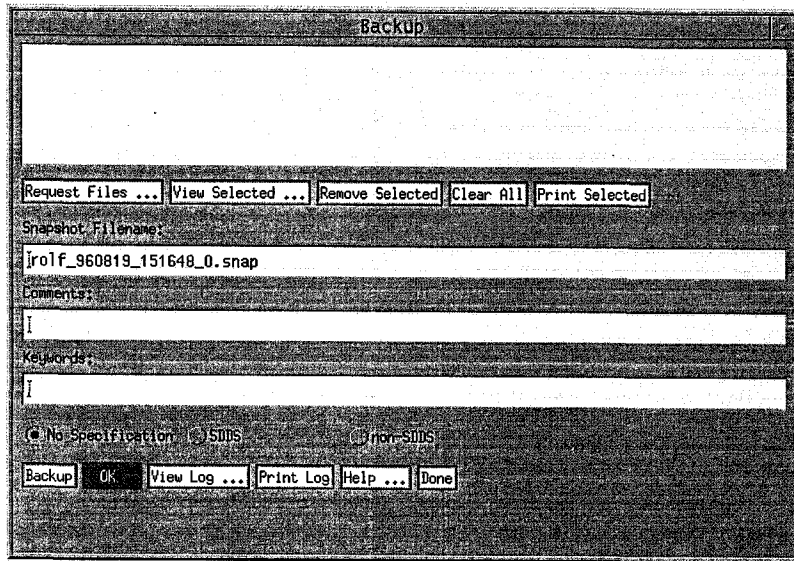 Backup
Request Files ... View Selected ... Remove Selected Clear All Print Selected
Snapshot Filename:
rolf_960819_151648_0.snap
Comments:
Keywords:
No Specification SDDS non-SDDS
Backup OK View Log ... Print Log Help ... Done